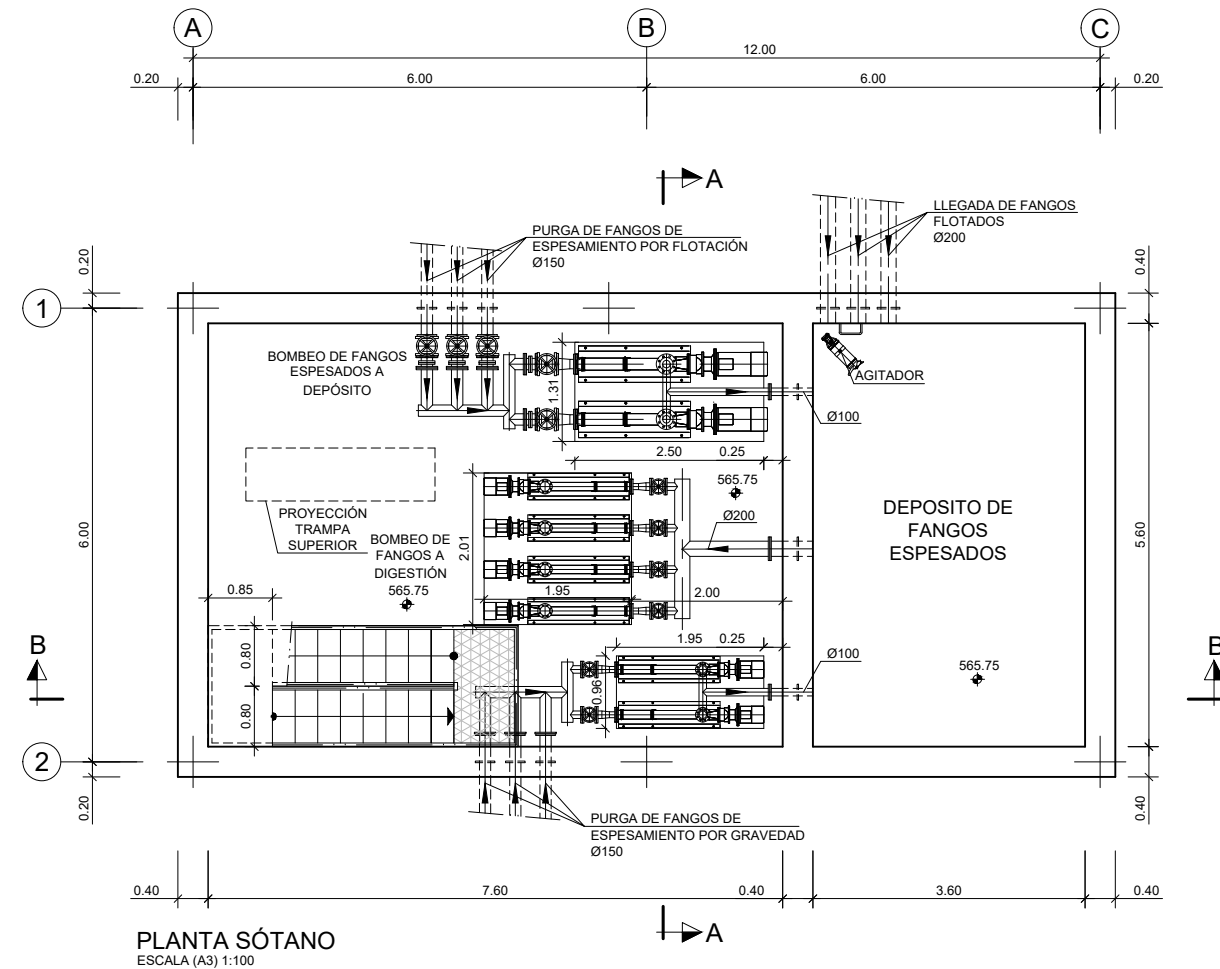 A
B
C
12.00
0.20
6.00
6.00
0.20
A
LLEGADA DE FANGOS
FLOTADOS
Ø200
PURGA DE FANGOS DE
ESPESAMIENTO POR FLOTACIÓN
Ø150
0.20
0.40
1
BOMBEO DE FANGOS
ESPESADOS A
DEPÓSITO
1.31
AGITADOR
Ø100
2.50
0.25
565.75
Ø200
PROYECCIÓN
TRAMPA
SUPERIOR
BOMBEO DE
FANGOS A
DIGESTIÓN
565.75
2.01
DEPOSITO DE
FANGOS
ESPESADOS
6.00
5.60
0.85
1.95
2.00
B
B
0.80
0.80
1.95
0.25
0.96
Ø100
565.75
2
0.20
0.40
PURGA DE FANGOS DE
ESPESAMIENTO POR GRAVEDAD
Ø150
0.40
7.60
0.40
3.60
0.40
A
PLANTA SÓTANO
ESCALA (A3) 1:100